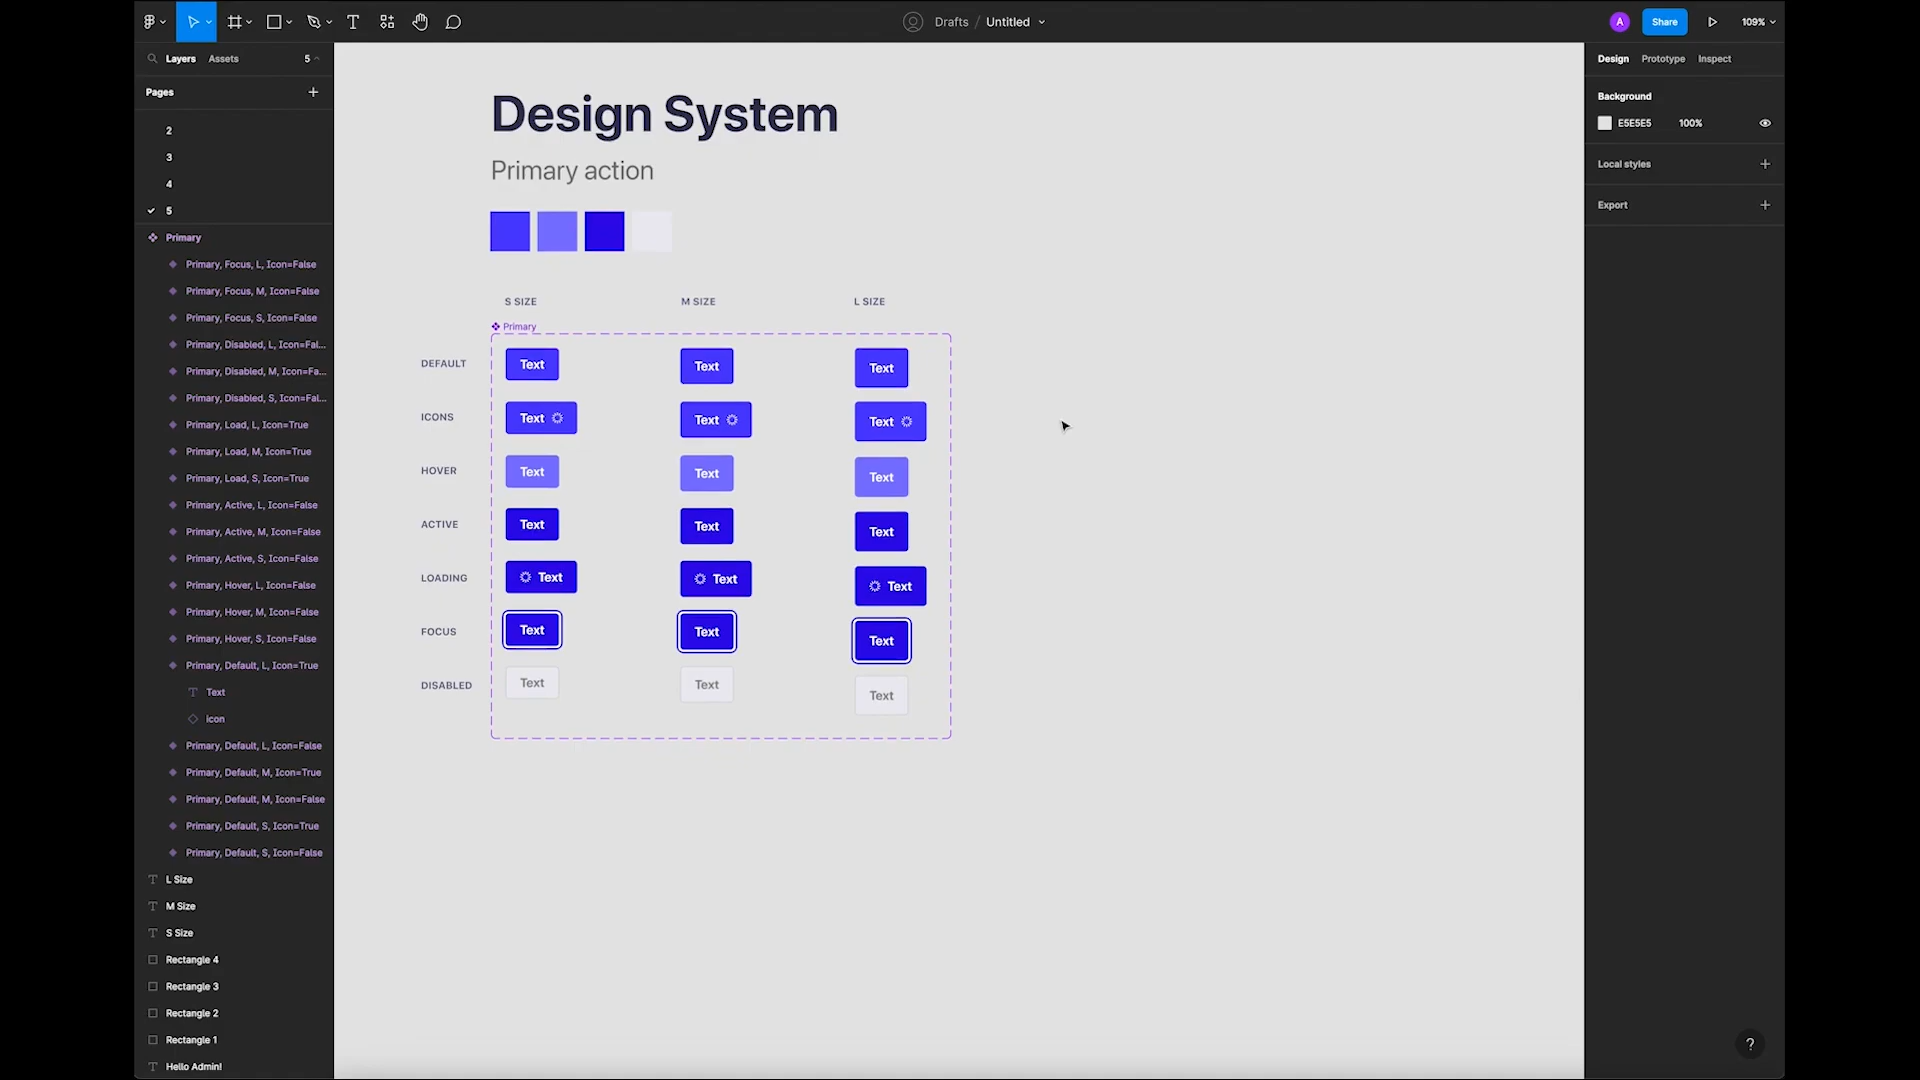 Drafts / Untitled
A
Share
109%
Layers
Assets
5
Pages
2
3
4
5
Primary
Primary, Focus, L, Icon=False
Primary, Focus, M, Icon=False
Primary, Focus, S, Icon=False
Primary, Disabled, L, Icon=Fal...
Primary, Disabled, M, Icon=Fa...
Primary, Disabled, S, Icon=Fal...
Primary, Load, L, Icon=True
Primary, Load, M, Icon=True
Primary, Load, S, Icon=True
Primary, Active, L, Icon=False
Primary, Active, M, Icon=False
Primary, Active, S, Icon=False
Primary, Hover, L, Icon=False
Primary, Hover, M, Icon=False
Primary, Hover, S, Icon=False
Primary, Default, L, Icon=True
Text
icon
Primary, Default, L, Icon=False
Primary, Default, M, Icon=True
Primary, Default, M, Icon=False
Primary, Default, S, Icon=True
Primary, Default, S, Icon=False
L Size
M Size
S Size
Rectangle 4
Rectangle 3
Rectangle 2
Rectangle 1
Hello Admin!
Design System
Primary action
S SIZE M SIZE L SIZE
Primary
DEFAULT Text Text Text
ICONS Text Text Text
HOVER Text Text Text
ACTIVE Text Text Text
LOADING Text Text Text
FOCUS Text Text Text
DISABLED Text Text Text
Design Prototype Inspect
Background
E5E5E5 100%
Local styles
Export
?